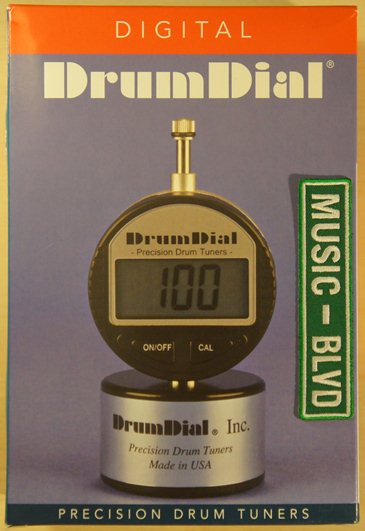 DIGITAL
DrumDial®
DrumDial
- Precision Drum Tuners -
100
ON/OFF CAL
MUSIC - BLVD
DrumDial® Inc.
Precision Drum Tuners
Made in USA
PRECISION DRUM TUNERS